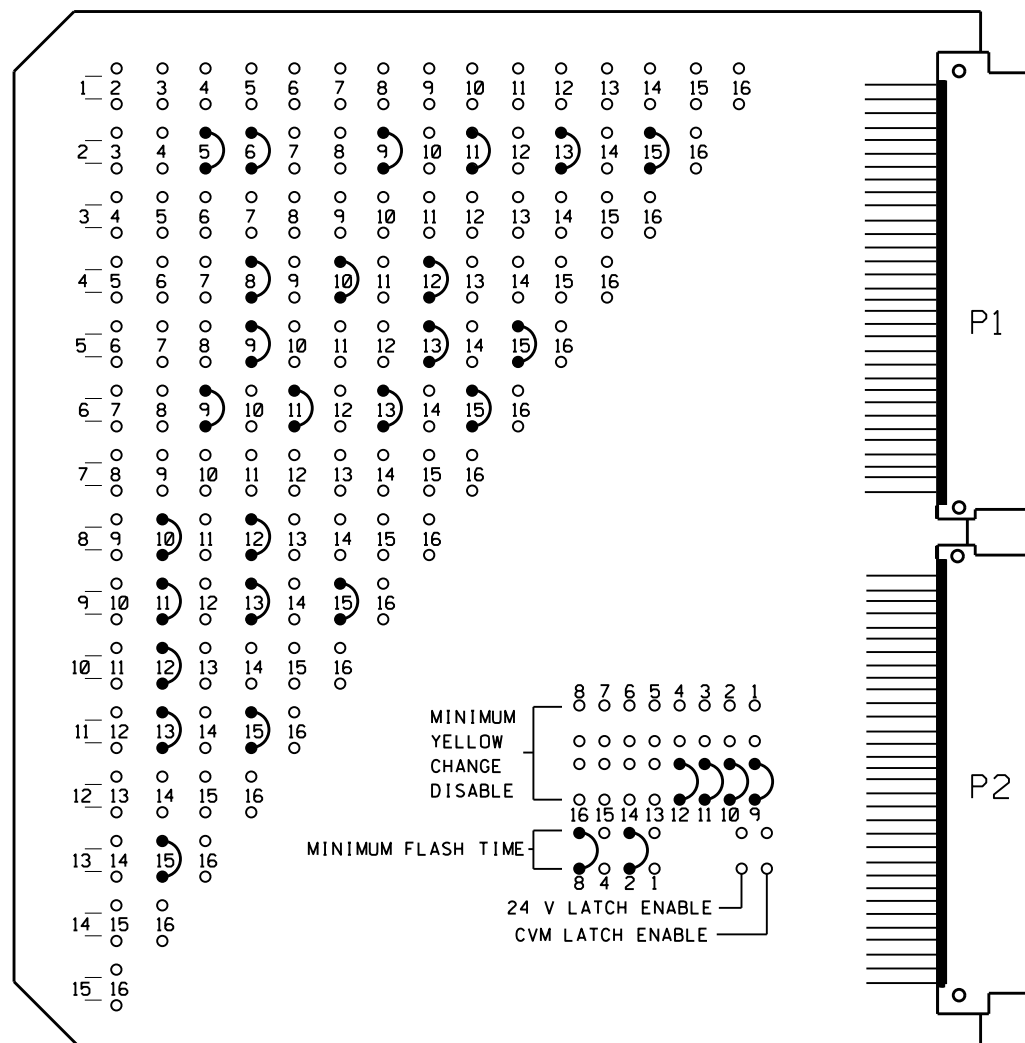 1 2 3 4 5 6 7 8 9 10 11 12 13 14 15 16
2 3 4 5 6 7 8 9 10 11 12 13 14 15 16
3 4 5 6 7 8 9 10 11 12 13 14 15 16
4 5 6 7 8 9 10 11 12 13 14 15 16
P1
5 6 7 8 9 10 11 12 13 14 15 16
6 7 8 9 10 11 12 13 14 15 16
7 8 9 10 11 12 13 14 15 16
8 9 10 11 12 13 14 15 16
9 10 11 12 13 14 15 16
10 11 12 13 14 15 16
8 7 6 5 4 3 2 1
11 12 13 14 15 16
MINIMUM
YELLOW
CHANGE
DISABLE
P2
12 13 14 15 16
16 15 14 13 12 11 10 9
13 14 15 16
MINIMUM FLASH TIME
8 4 2 1
14 15 16
24 V LATCH ENABLE
CVM LATCH ENABLE
15 16